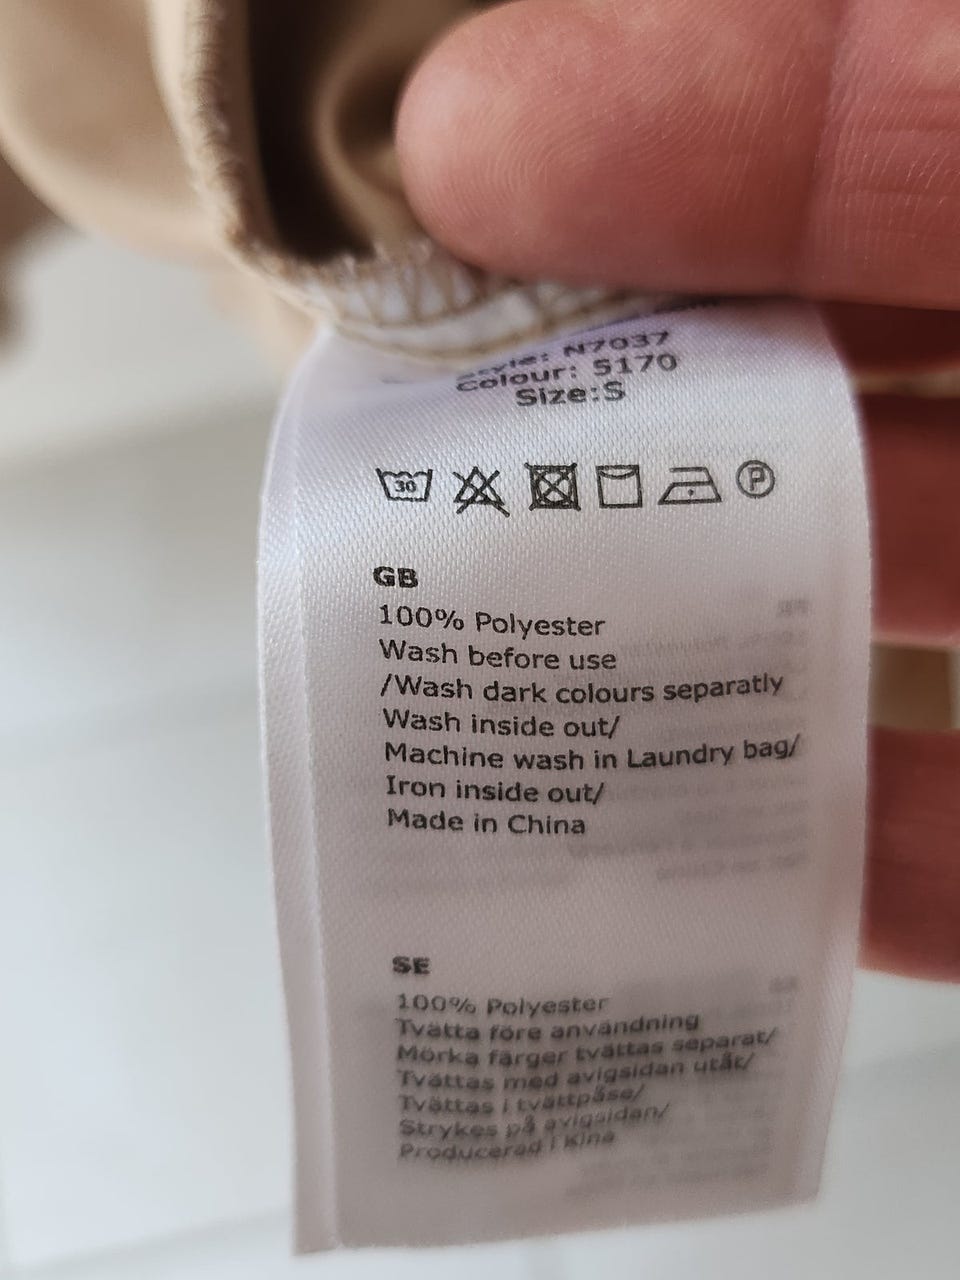 Style: N7037
Colour: 5170
Size:S
30
P
GB
100% Polyester
Wash before use
/Wash dark colours separatly
Wash inside out/
Machine wash in Laundry bag/
Iron inside out/
Made in China
SE
100% Polyester
Tvätta före användning
Mörka färger tvättas separat/
Tvättas med avigsidan utåt/
Tvättas i tvättpåse/
Strykes på avigsidan/
Producerad i Kina